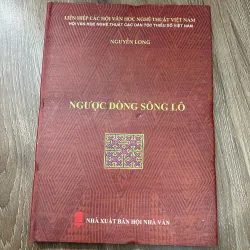 LIÊN HIỆP CÁC HỘI VĂN HỌC NGHỆ THUẬT VIỆT NAM
HỘI VĂN HỌC NGHỆ THUẬT CÁC DÂN TỘC THIỂU SỐ VIỆT NAM
NGUYỄN LONG
NGƯỢC DÒNG SÔNG LÔ
NHÀ XUẤT BẢN HỘI NHÀ VĂN